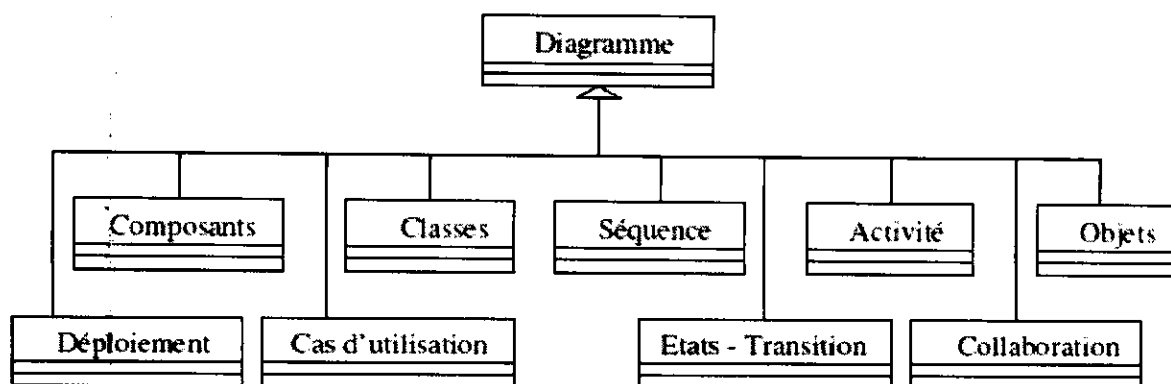 Diagramme
Composants
Classes
Séquence
Activité
Objets
Déploiement
Cas d'utilisation
Etats - Transition
Collaboration